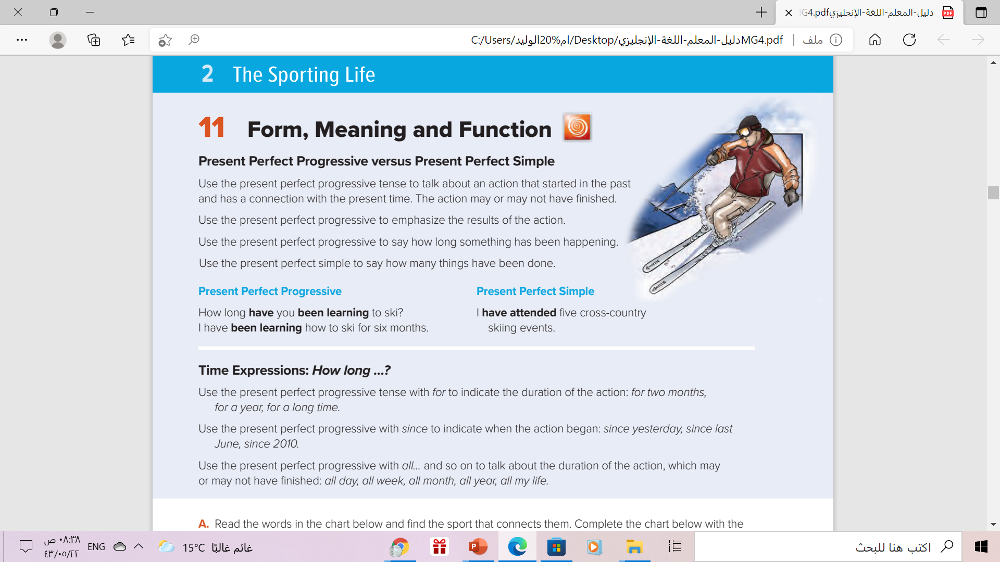 دليل-المعلم-اللغة-الإنجليزيMG4.pdf
C:/Users/ام%20الوليد/Desktop/دليل-المعلم-اللغة-الإنجليزيMG4.pdf
ملف
2 The Sporting Life
11 Form, Meaning and Function
Present Perfect Progressive versus Present Perfect Simple
Use the present perfect progressive tense to talk about an action that started in the past
and has a connection with the present time. The action may or may not have finished.
Use the present perfect progressive to emphasize the results of the action.
Use the present perfect progressive to say how long something has been happening.
Use the present perfect simple to say how many things have been done.
Present Perfect Progressive
How long have you been learning to ski?
I have been learning how to ski for six months.
Present Perfect Simple
I have attended five cross-country
skiing events.
Time Expressions: How long ...?
Use the present perfect progressive tense with for to indicate the duration of the action: for two months,
for a year, for a long time.
Use the present perfect progressive with since to indicate when the action began: since yesterday, since last
June, since 2010.
Use the present perfect progressive with all... and so on to talk about the duration of the action, which may
or may not have finished: all day, all week, all month, all year, all my life.
A. Read the words in the chart below and find the sport that connects them. Complete the chart below with the
٠٨:٣٨ ص
٤٣/٠٥/٢٢
ENG
15°C غائم غالبًا
اكتب هنا للبحث